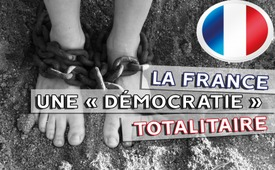 LA FRANCE
UNE « DÉMOCRATIE »
TOTALITAIRE